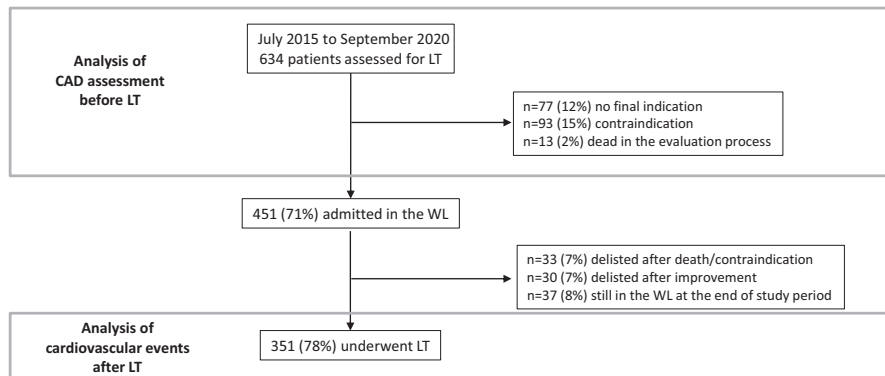 Analysis of
CAD assessment
before LT
July 2015 to September 2020
634 patients assessed for LT
n=77 (12%) no final indication
n=93 (15%) contraindication
n=13 (2%) dead in the evaluation process
451 (71%) admitted in the WL
n=33 (7%) delisted after death/contraindication
n=30 (7%) delisted after improvement
n=37 (8%) still in the WL at the end of study period
Analysis of
cardiovascular events
after LT
351 (78%) underwent LT